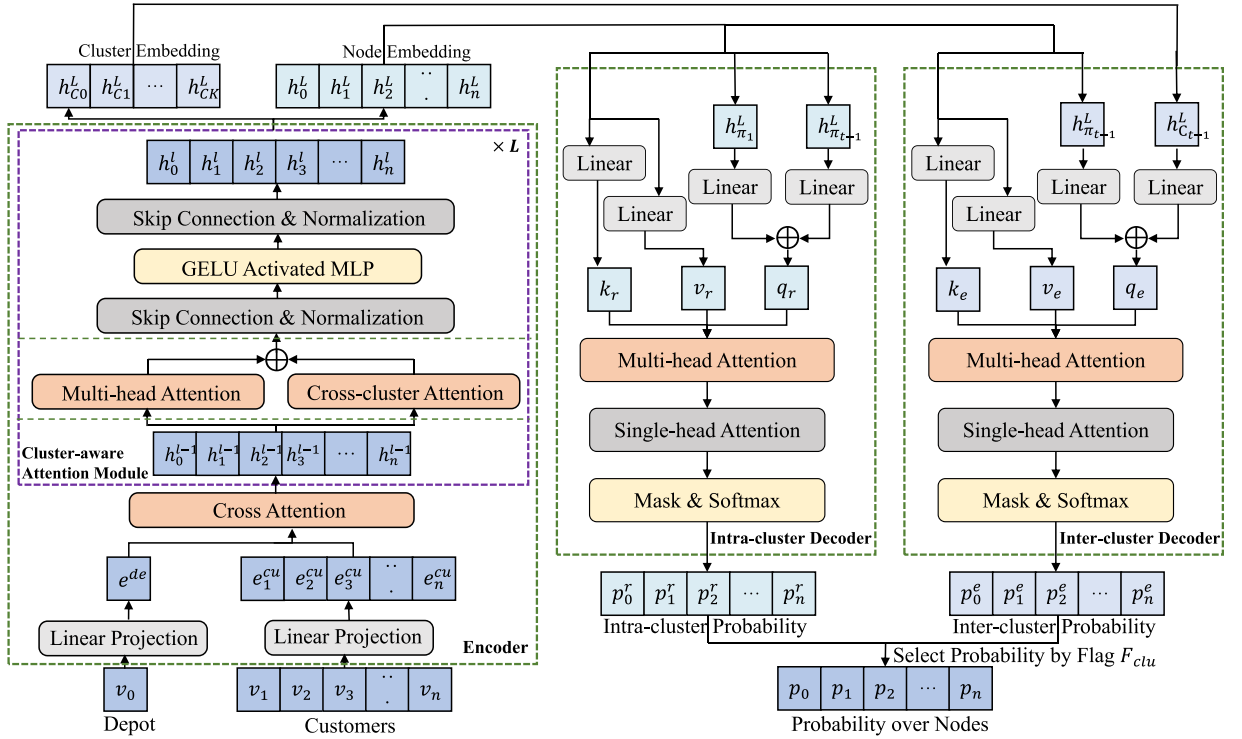 Cluster Embedding
h^L_{C0} h^L_{C1} ⋯ h^L_{CK}
Node Embedding
h^L_0 h^L_1 h^L_2 ⋯ h^L_n
× L
h^l_0 h^l_1 h^l_2 h^l_3 ⋯ h^l_n
Skip Connection & Normalization
GELU Activated MLP
Skip Connection & Normalization
Multi-head Attention
Cross-cluster Attention
h^{l-1}_0 h^{l-1}_1 h^{l-1}_2 h^{l-1}_3 ⋯ h^{l-1}_n
Cluster-aware
Attention Module
Cross Attention
e^{de}
e^{cu}_1 e^{cu}_2 e^{cu}_3 ⋯ e^{cu}_n
Linear Projection
Linear Projection
Encoder
v_0
v_1 v_2 v_3 ⋯ v_n
Depot
Customers
h^L_{π_1}
h^L_{π_{t-1}}
Linear
Linear
Linear
Linear
k_r
v_r
q_r
Multi-head Attention
Single-head Attention
Mask & Softmax
Intra-cluster Decoder
p^r_0 p^r_1 p^r_2 ⋯ p^r_n
Intra-cluster Probability
h^L_{π_{t-1}}
h^L_{C_{t-1}}
Linear
Linear
Linear
Linear
k_e
v_e
q_e
Multi-head Attention
Single-head Attention
Mask & Softmax
Inter-cluster Decoder
p^e_0 p^e_1 p^e_2 ⋯ p^e_n
Inter-cluster Probability
Select Probability by Flag F_{clu}
p_0 p_1 p_2 ⋯ p_n
Probability over Nodes